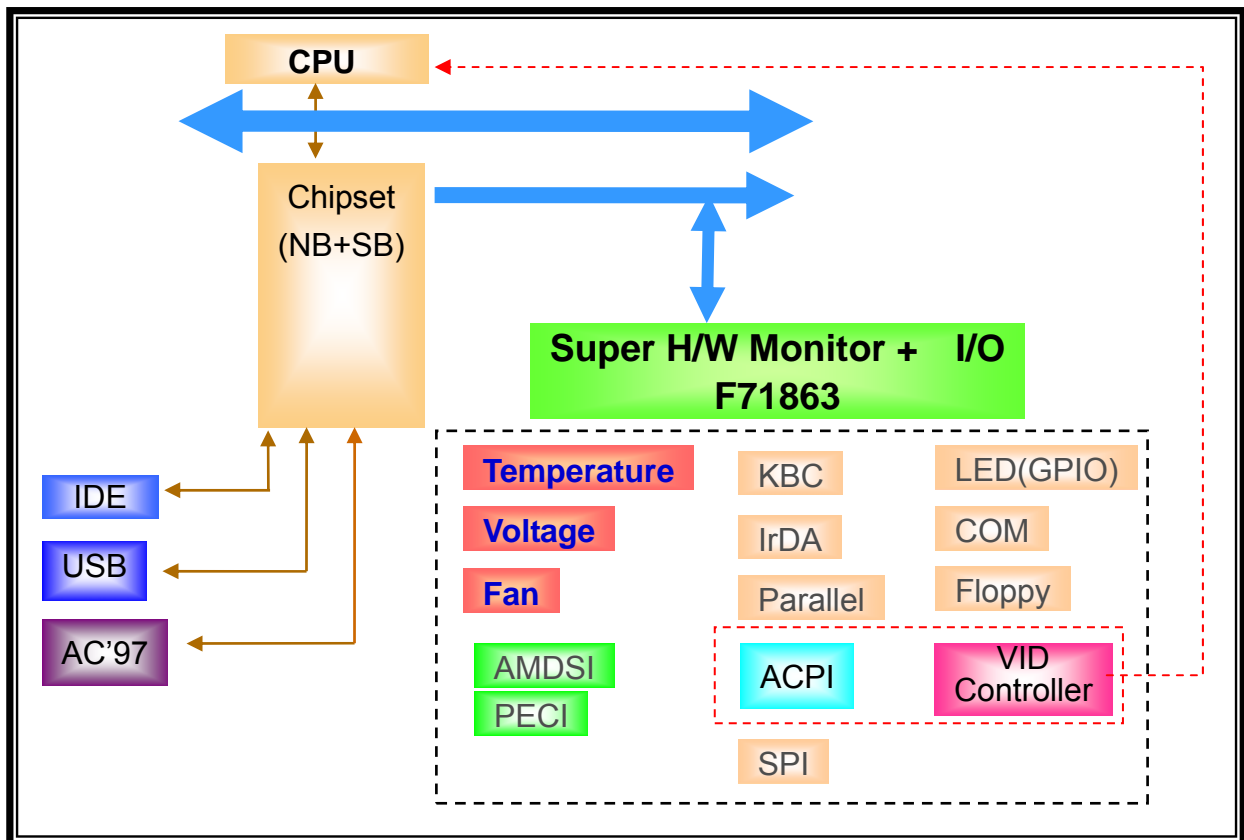 CPU
Chipset
(NB+SB)
Super H/W Monitor + I/O
F71863
IDE
USB
AC’97
Temperature
Voltage
Fan
AMDSI
PECI
KBC
IrDA
Parallel
ACPI
SPI
LED(GPIO)
COM
Floppy
VID
Controller